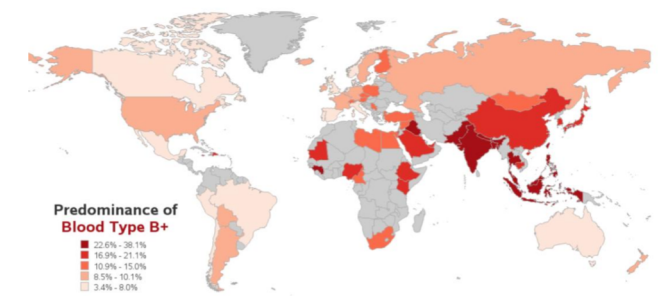 Predominance of
Blood Type B+
22.6% - 38.1%
16.9% - 21.1%
10.9% - 15.0%
8.5% - 10.1%
3.4% - 8.0%